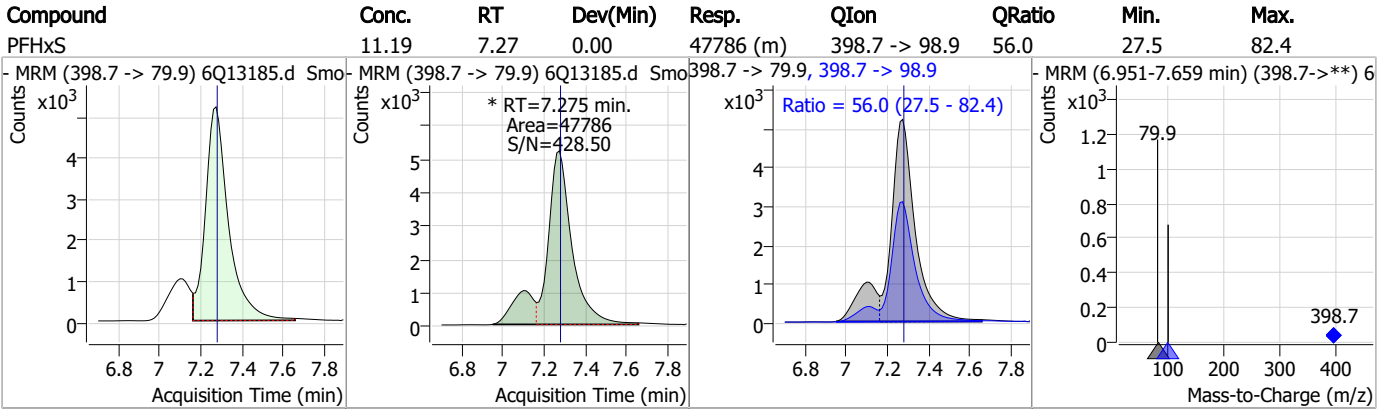 Compound Conc. RT Dev(Min) Resp. QIon QRatio Min. Max.
PFHxS 11.19 7.27 0.00 47786 (m) 398.7 -> 98.9 56.0 27.5 82.4
- MRM (398.7 -> 79.9) 6Q13185.d Smo
Counts
x10³
4
3
2
1
0
6.8 7 7.2 7.4 7.6 7.8
Acquisition Time (min)
- MRM (398.7 -> 79.9) 6Q13185.d Smo
Counts
x10³
* RT=7.275 min.
Area=47786
S/N=428.50
5
4
3
2
1
0
6.8 7 7.2 7.4 7.6 7.8
Acquisition Time (min)
398.7 -> 79.9, 398.7 -> 98.9
x10³
Ratio = 56.0 (27.5 - 82.4)
4
3
2
1
0
6.8 7 7.2 7.4 7.6 7.8
Acquisition Time (min)
- MRM (6.951-7.659 min) (398.7->**) 6
Counts
x10³
1.2
1
0.8
0.6
0.4
0.2
0
79.9
398.7
100 200 300 400
Mass-to-Charge (m/z)